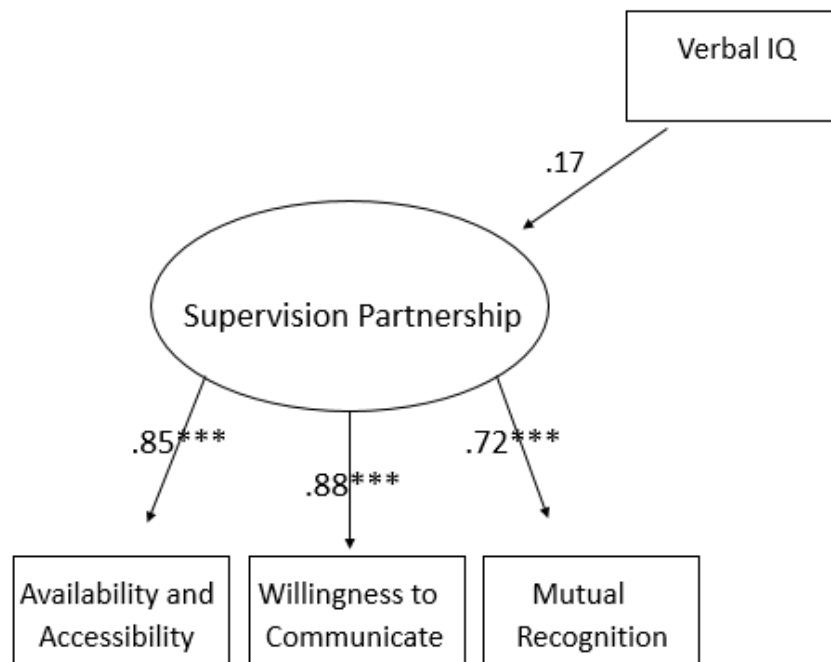 Verbal IQ
.17
Supervision Partnership
.85***
.88***
.72***
Availability and
Accessibility
Willingness to
Communicate
Mutual
Recognition